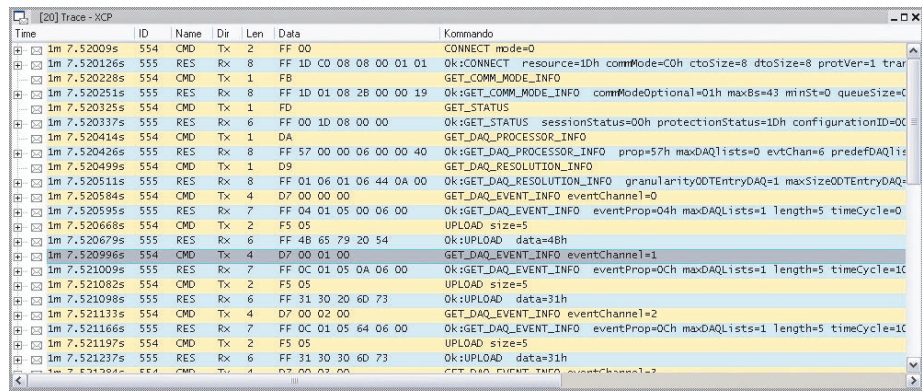 [20] Trace - XCP
Time ID Name Dir Len Data Kommando
1m 7.52009s 554 CMD Tx 2 FF 00 CONNECT mode=0
1m 7.520126s 555 RES Rx 8 FF 1D C0 08 08 00 01 01 Ok:CONNECT resource=1Dh commMode=C0h ctoSize=8 dtoSize=8 protVer=1 tran
1m 7.520228s 554 CMD Tx 1 FB GET_COMM_MODE_INFO
1m 7.520251s 555 RES Rx 8 FF 1D 01 08 2B 00 00 19 Ok:GET_COMM_MODE_INFO commModeOptional=01h maxBs=43 minSt=0 queueSize=0
1m 7.520325s 554 CMD Tx 1 FD GET_STATUS
1m 7.520337s 555 RES Rx 6 FF 00 1D 08 00 00 Ok:GET_STATUS sessionStatus=00h protectionStatus=1Dh configurationID=00
1m 7.520414s 554 CMD Tx 1 DA GET_DAQ_PROCESSOR_INFO
1m 7.520426s 555 RES Rx 8 FF 57 00 00 06 00 00 40 Ok:GET_DAQ_PROCESSOR_INFO prop=57h maxDAQlists=0 evtChan=6 predefDAQlis
1m 7.520499s 554 CMD Tx 1 D9 GET_DAQ_RESOLUTION_INFO
1m 7.520511s 555 RES Rx 8 FF 01 06 01 06 44 0A 00 Ok:GET_DAQ_RESOLUTION_INFO granularityODTEntryDAQ=1 maxSizeODTEntryDAQ=
1m 7.520584s 554 CMD Tx 4 D7 00 00 00 GET_DAQ_EVENT_INFO eventChannel=0
1m 7.520595s 555 RES Rx 7 FF 04 01 05 00 06 00 Ok:GET_DAQ_EVENT_INFO eventProp=04h maxDAQLists=1 length=5 timeCycle=0
1m 7.520668s 554 CMD Tx 2 F5 05 UPLOAD size=5
1m 7.520679s 555 RES Rx 6 FF 4B 65 79 20 54 Ok:UPLOAD data=4Bh
1m 7.520996s 554 CMD Tx 4 D7 00 01 00 GET_DAQ_EVENT_INFO eventChannel=1
1m 7.521009s 555 RES Rx 7 FF 0C 01 05 0A 06 00 Ok:GET_DAQ_EVENT_INFO eventProp=0Ch maxDAQLists=1 length=5 timeCycle=10
1m 7.521082s 554 CMD Tx 2 F5 05 UPLOAD size=5
1m 7.521098s 555 RES Rx 6 FF 31 30 20 6D 73 Ok:UPLOAD data=31h
1m 7.521133s 554 CMD Tx 4 D7 00 02 00 GET_DAQ_EVENT_INFO eventChannel=2
1m 7.521166s 555 RES Rx 7 FF 0C 01 05 64 06 00 Ok:GET_DAQ_EVENT_INFO eventProp=0Ch maxDAQLists=1 length=5 timeCycle=10
1m 7.521197s 554 CMD Tx 2 F5 05 UPLOAD size=5
1m 7.521237s 555 RES Rx 6 FF 31 30 30 6D 73 Ok:UPLOAD data=31h
1m 7.521284s 554 CMD Tx 4 D7 00 03 00 GET_DAQ_EVENT_INFO eventChannel=3